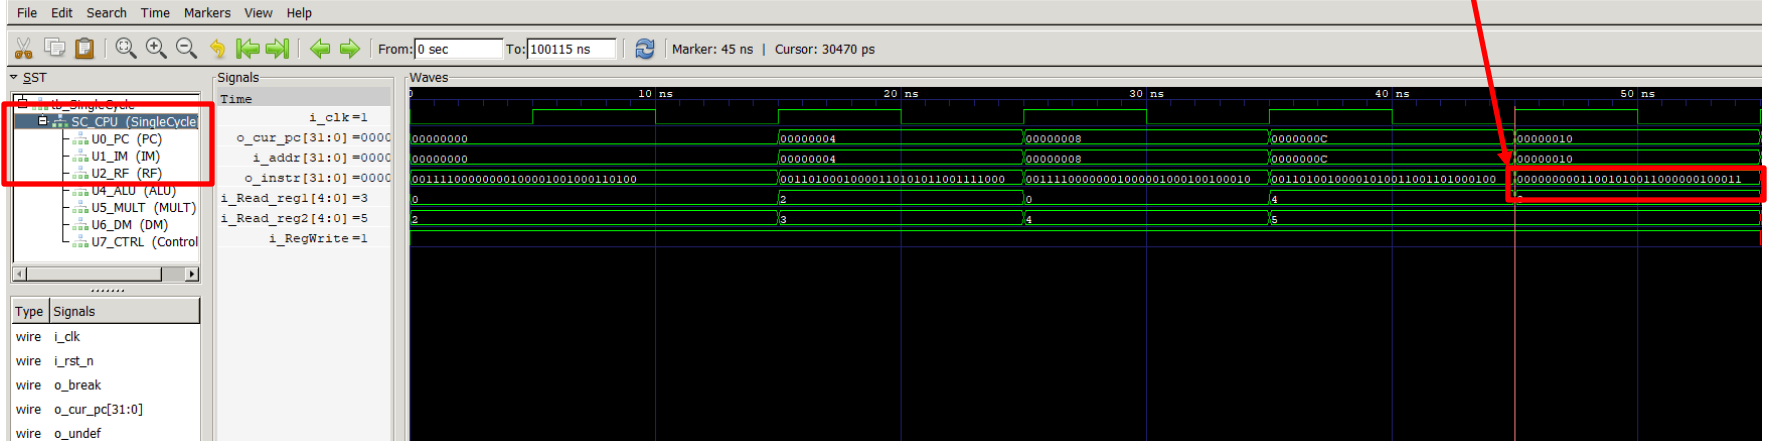 File Edit Search Time Markers View Help
From: 0 sec To: 100115 ns Marker: 45 ns | Cursor: 30470 ps
SST
tb_SingleCycle
SC_CPU (SingleCycle
U0_PC (PC)
U1_IM (IM)
U2_RF (RF)
U4_ALU (ALU)
U5_MULT (MULT)
U6_DM (DM)
U7_CTRL (Control
Type Signals
wire i_clk
wire i_rst_n
wire o_break
wire o_cur_pc[31:0]
wire o_undef
Signals
Time
i_clk=1
o_cur_pc[31:0]=0000
i_addr[31:0]=0000
o_instr[31:0]=0000
i_Read_reg1[4:0]=3
i_Read_reg2[4:0]=5
i_RegWrite=1
Waves
10 ns 20 ns 30 ns 40 ns 50 ns
00000000 00000004 00000008 0000000C 00000010
00000000 00000004 00000008 0000000C 00000010
00111100000000100001001000110100 00110100010000110101011001111000 00111100000001000001000100100010 00110100100001010011001101000100 00000000011001010011000000100011
0 2 0 4
2 3 4 5